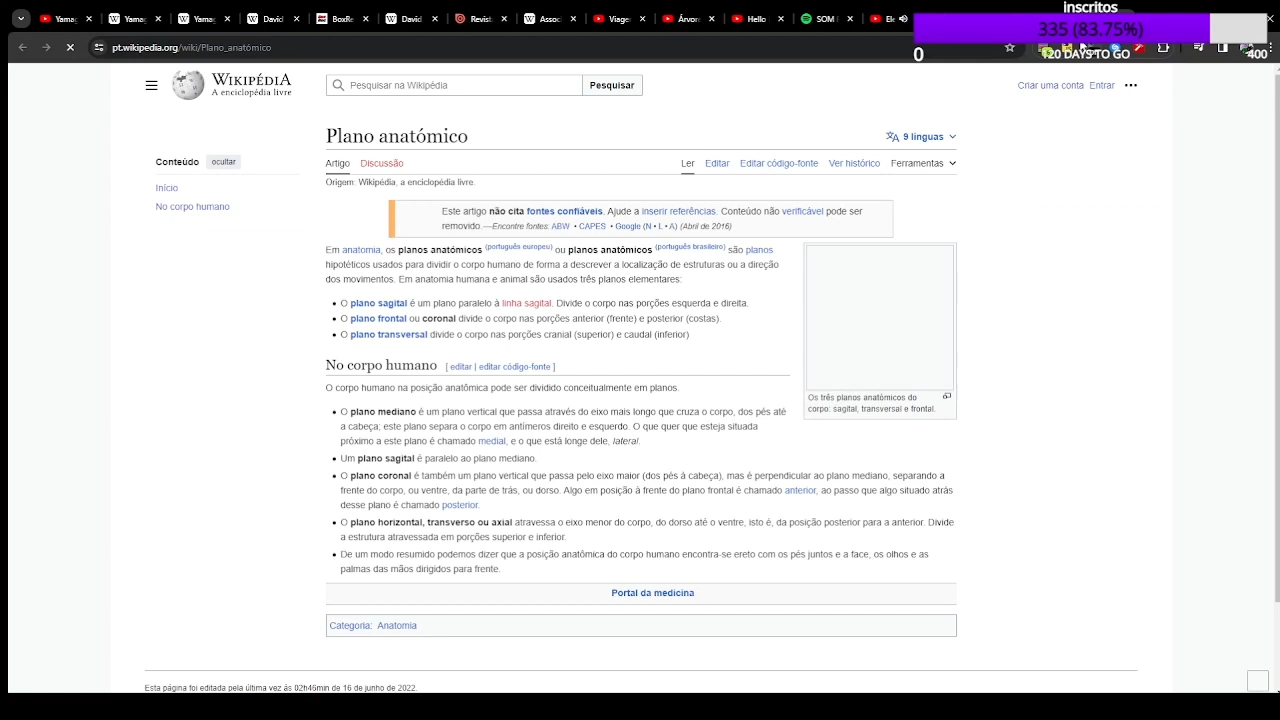 inscritos
335 (83.75%)
0
120 DAYS TO GO
400
Yamaç
Yamaç
Yamaç
Wikip
David
BoxRe
David
Revist
Assoc
Viage
Árvor
Hello
SOM
Ele
pt.wikipedia.org/wiki/Plano_anatómico
WIKIPÉDIA
A enciclopédia livre
Pesquisar na Wikipédia
Pesquisar
Criar uma conta Entrar
Plano anatómico
9 línguas
Conteúdo ocultar
Início
No corpo humano
Artigo Discussão
Ler Editar Editar código-fonte Ver histórico Ferramentas
Origem: Wikipédia, a enciclopédia livre.
Este artigo não cita fontes confiáveis. Ajude a inserir referências. Conteúdo não verificável pode ser
removido.—Encontre fontes: ABW • CAPES • Google (N • L • A) (Abril de 2016)
Em anatomia, os planos anatómicos (português europeu) ou planos anatômicos (português brasileiro) são planos
hipotéticos usados para dividir o corpo humano de forma a descrever a localização de estruturas ou a direção
dos movimentos. Em anatomia humana e animal são usados três planos elementares:
• O plano sagital é um plano paralelo à linha sagital. Divide o corpo nas porções esquerda e direita.
• O plano frontal ou coronal divide o corpo nas porções anterior (frente) e posterior (costas).
• O plano transversal divide o corpo nas porções cranial (superior) e caudal (inferior)
Os três planos anatômicos do
corpo: sagital, transversal e frontal.
No corpo humano [ editar | editar código-fonte ]
O corpo humano na posição anatômica pode ser dividido conceitualmente em planos.
• O plano mediano é um plano vertical que passa através do eixo mais longo que cruza o corpo, dos pés até
a cabeça; este plano separa o corpo em antímeros direito e esquerdo. O que quer que esteja situada
próximo a este plano é chamado medial, e o que está longe dele, lateral.
• Um plano sagital é paralelo ao plano mediano.
• O plano coronal é também um plano vertical que passa pelo eixo maior (dos pés à cabeça), mas é perpendicular ao plano mediano, separando a
frente do corpo, ou ventre, da parte de trás, ou dorso. Algo em posição à frente do plano frontal é chamado anterior, ao passo que algo situado atrás
desse plano é chamado posterior.
• O plano horizontal, transverso ou axial atravessa o eixo menor do corpo, do dorso até o ventre, isto é, da posição posterior para a anterior. Divide
a estrutura atravessada em porções superior e inferior.
• De um modo resumido podemos dizer que a posição anatômica do corpo humano encontra-se ereto com os pés juntos e a face, os olhos e as
palmas das mãos dirigidos para frente.
Portal da medicina
Categoria: Anatomia
Esta página foi editada pela última vez às 02h46min de 16 de junho de 2022.